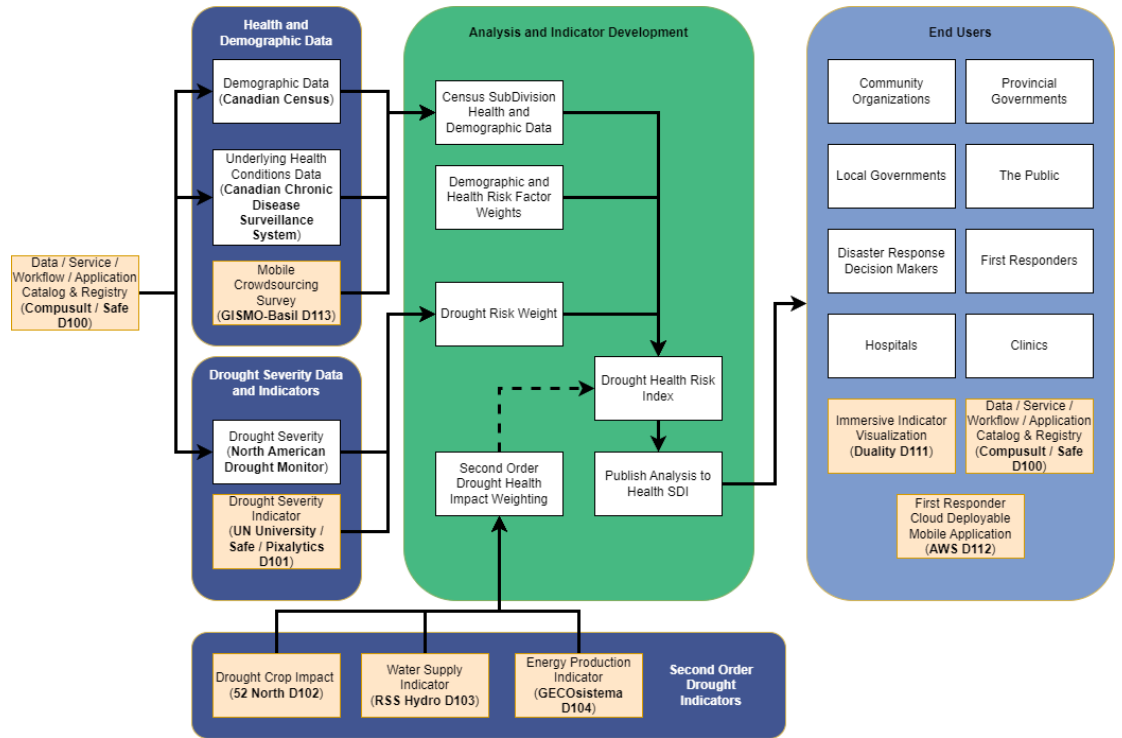 Health and
Demographic Data
Demographic Data
(Canadian Census)
Underlying Health
Conditions Data
(Canadian Chronic
Disease
Surveillance
System)
Mobile
Crowdsourcing
Survey
(GISMO-Basil D113)
Data / Service /
Workflow / Application
Catalog & Registry
(Compusult / Safe
D100)
Drought Severity Data
and Indicators
Drought Severity
(North American
Drought Monitor)
Drought Severity
Indicator
(UN University /
Safe / Pixalytics
D101)
Analysis and Indicator Development
Census SubDivision
Health and
Demographic Data
Demographic and
Health Risk Factor
Weights
Drought Risk Weight
Drought Health Risk
Index
Second Order
Drought Health
Impact Weighting
Publish Analysis to
Health SDI
End Users
Community
Organizations
Provincial
Governments
Local Governments
The Public
Disaster Response
Decision Makers
First Responders
Hospitals
Clinics
Immersive Indicator
Visualization
(Duality D111)
Data / Service /
Workflow / Application
Catalog & Registry
(Compusult / Safe
D100)
First Responder
Cloud Deployable
Mobile Application
(AWS D112)
Drought Crop Impact
(52 North D102)
Water Supply
Indicator
(RSS Hydro D103)
Energy Production
Indicator
(GECOsistema
D104)
Second Order
Drought
Indicators